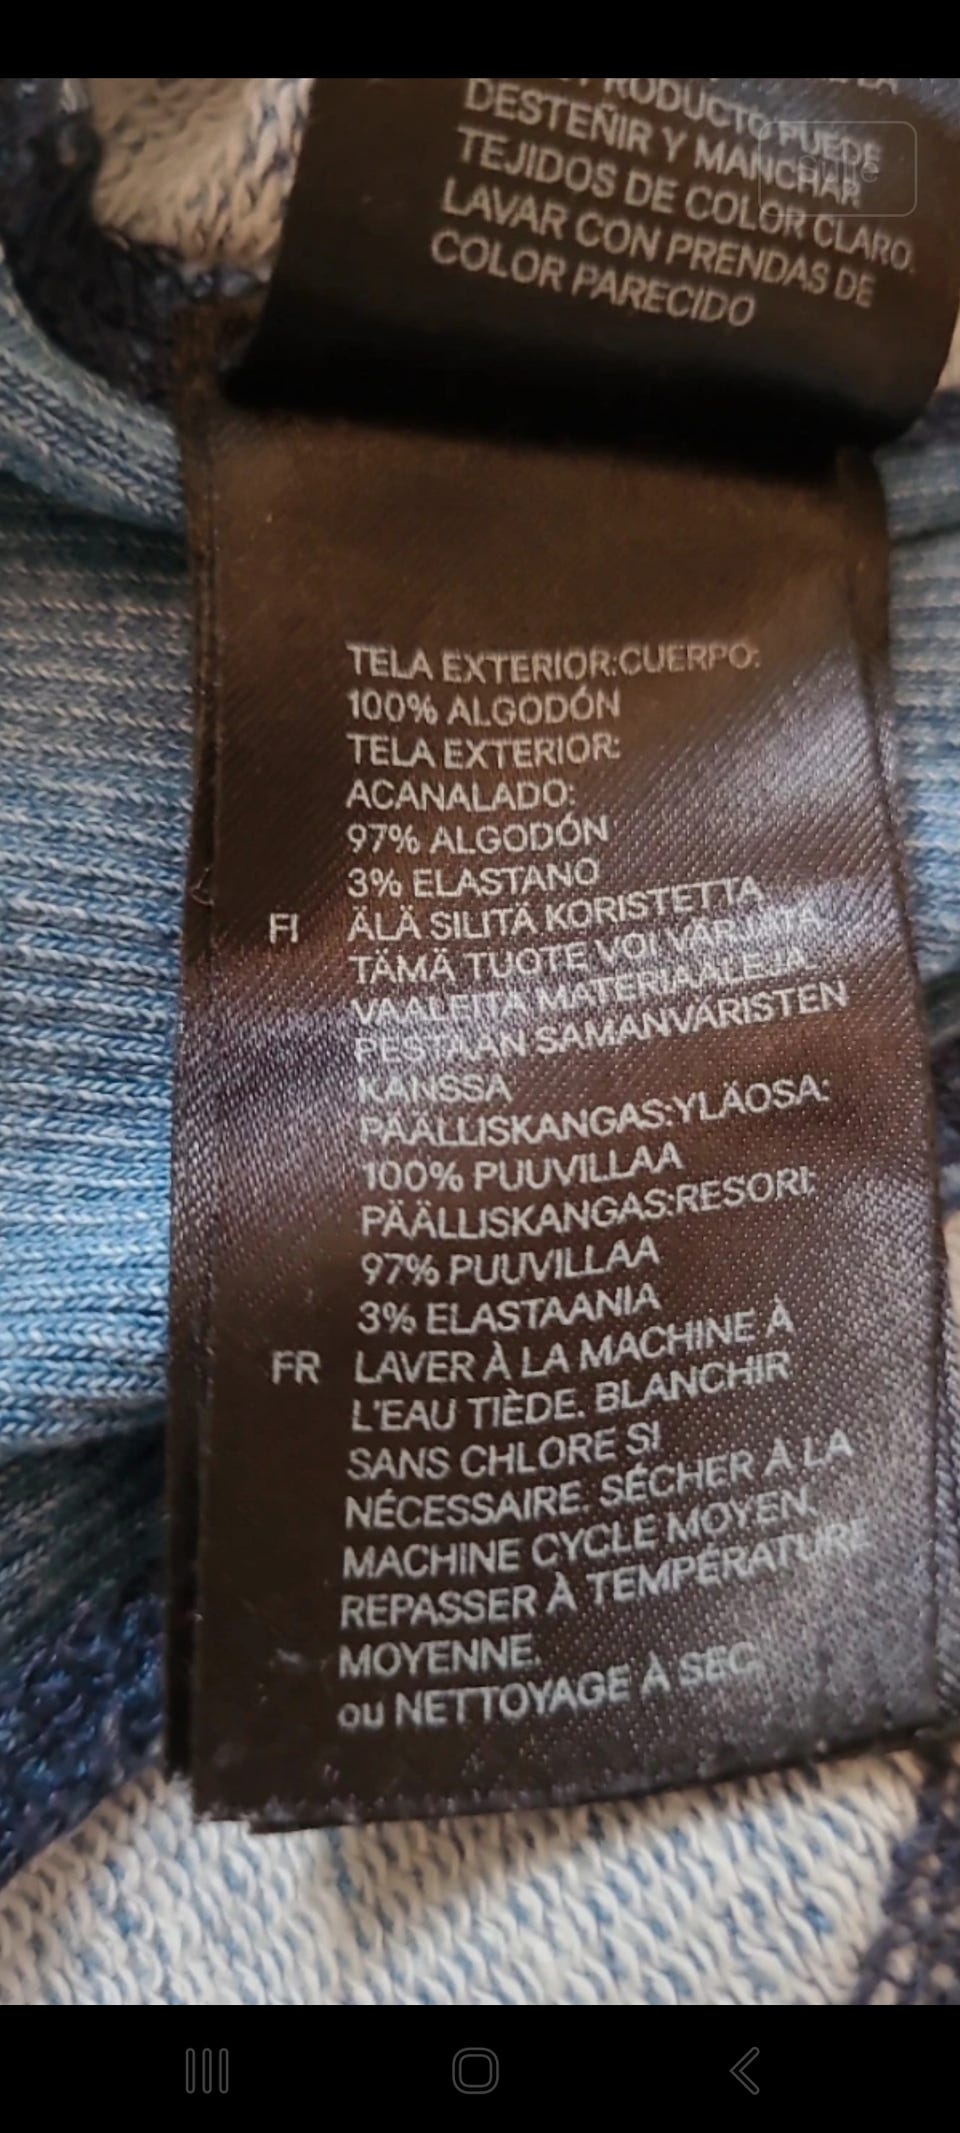 PRODUCTO PUEDE
DESTEÑIR Y MANCHAR
TEJIDOS DE COLOR CLARO.
LAVAR CON PRENDAS DE
COLOR PARECIDO
TELA EXTERIOR:CUERPO:
100% ALGODÓN
TELA EXTERIOR:
ACANALADO:
97% ALGODÓN
3% ELASTANO
FI ÄLÄ SILITÄ KORISTETTA
TÄMÄ TUOTE VOI VÄRJÄTÄ
VAALEITA MATERIAALEJA.
PESTÄÄN SAMANVÄRISTEN
KANSSA
PÄÄLLISKANGAS:YLÄOSA:
100% PUUVILLAA
PÄÄLLISKANGAS:RESORI:
97% PUUVILLAA
3% ELASTAANIA
FR LAVER À LA MACHINE À
L'EAU TIÈDE. BLANCHIR
SANS CHLORE SI
NÉCESSAIRE. SÉCHER À LA
MACHINE CYCLE MOYEN.
REPASSER À TEMPÉRATURE
MOYENNE.
ou NETTOYAGE À SEC.